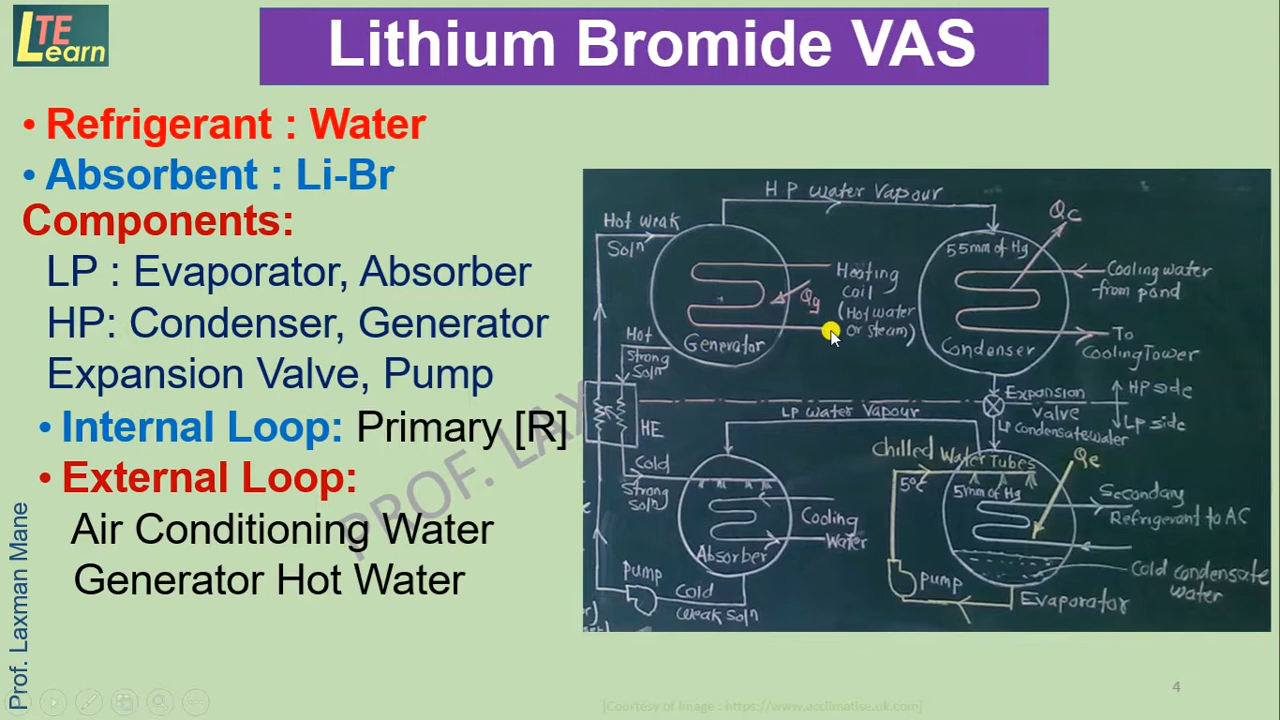 LTE Learn
Lithium Bromide VAS
• Refrigerant : Water
• Absorbent : Li-Br
Components:
LP : Evaporator, Absorber
HP: Condenser, Generator
Expansion Valve, Pump
• Internal Loop: Primary [R]
• External Loop:
Air Conditioning Water
Generator Hot Water
Prof. Laxman Mane
PROF. LAX
HP Water Vapour
Hot weak
Soln
Heating
coil
(Hot water
or steam)
Qg
Generator
55mm of Hg
Qc
Cooling water
from pond
To
Cooling Tower
Condenser
Hot
Strong
Soln
HE
LP water Vapour
Expansion
valve
HP side
LP side
LP condensate water
Chilled Water Tubes
Qe
5°C
5mm of Hg
Secondary
Refrigerant to AC
Cold
Strong
Soln
Cooling
Water
Absorber
Pump
Cold
weak Soln
Pump
Cold condensate
water
Evaporator
4
[Courtesy of Image : https://www.acclimatise.uk.com]